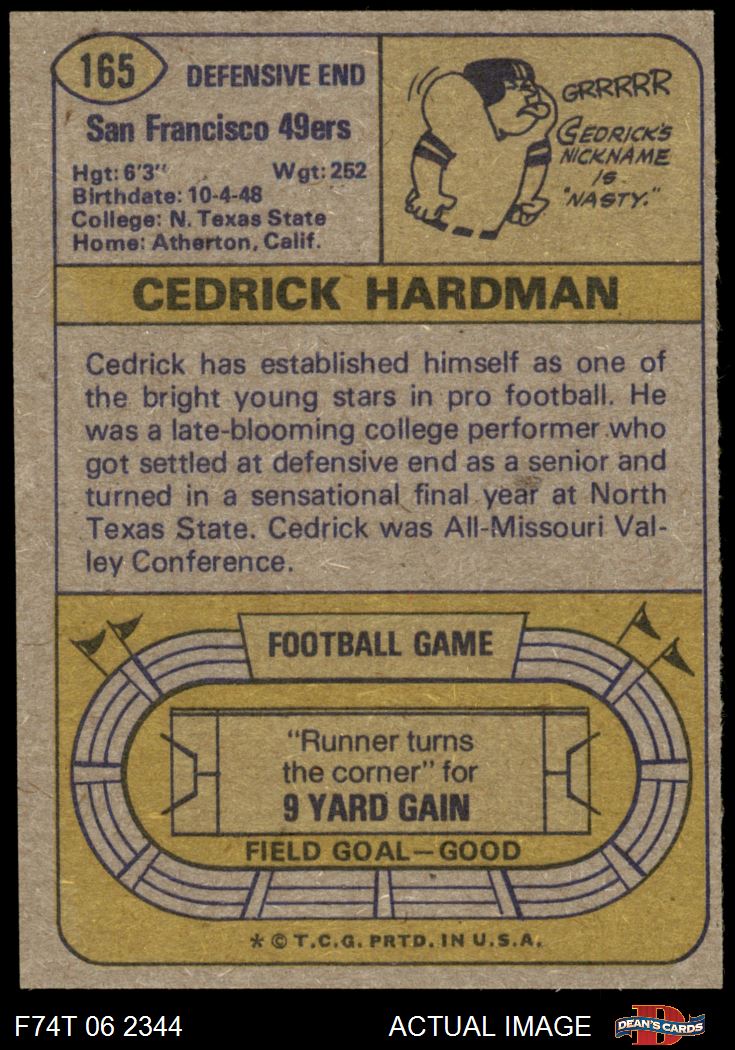 165
DEFENSIVE END
San Francisco 49ers
Hgt: 6'3"  Wgt: 252
Birthdate: 10-4-48
College: N. Texas State
Home: Atherton, Calif.
GRRRRR
CEDRICK'S
NICKNAME
IS
"NASTY."
CEDRICK HARDMAN
Cedrick has established himself as one of
the bright young stars in pro football. He
was a late-blooming college performer who
got settled at defensive end as a senior and
turned in a sensational final year at North
Texas State. Cedrick was All-Missouri Val-
ley Conference.
FOOTBALL GAME
"Runner turns
the corner" for
9 YARD GAIN
FIELD GOAL—GOOD
* © T.C.G. PRTD. IN U.S.A.
F74T 06 2344  ACTUAL IMAGE
D
DEAN'S CARDS